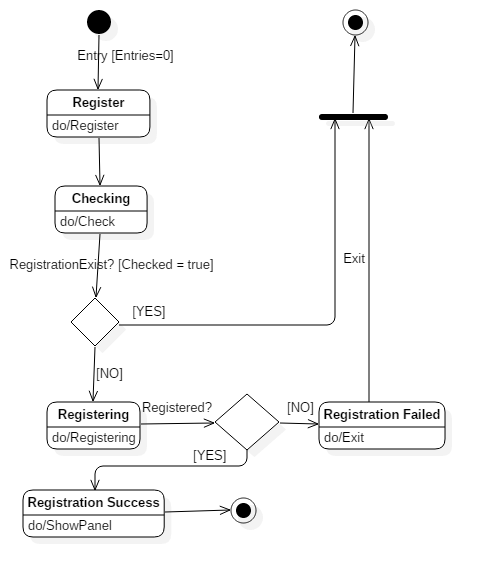 Entry [Entries=0]
Register
do/Register
Checking
do/Check
RegistrationExist? [Checked = true]
Exit
[YES]
[NO]
Registering
do/Registering
Registered?
[NO]
Registration Failed
do/Exit
[YES]
Registration Success
do/ShowPanel